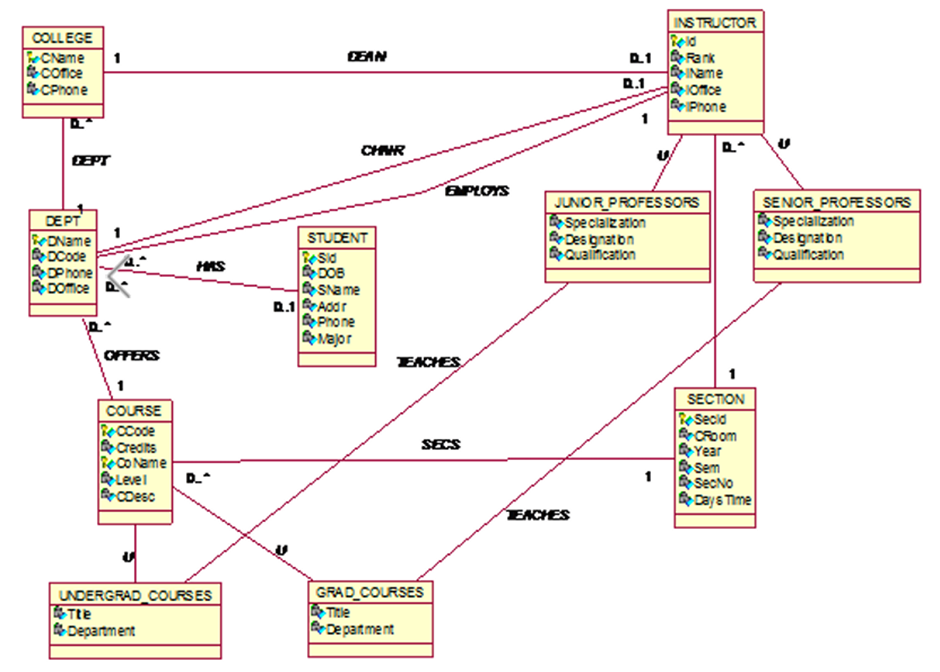 COLLEGE
CName
COffice
CPhone
1
DEAN
0..1
INSTRUCTOR
Id
Rank
IName
IOffice
IPhone
0..1
1
0..*
DEPT
1
CHAIR
EMPLOYS
U
0..*
U
DEPT
DName
DCode
DPhone
DOffice
1
0..*
0..*
HAS
0..1
STUDENT
Sid
DOB
SName
Addr
Phone
Major
JUNIOR_PROFESSORS
Specialization
Designation
Qualification
SENIOR_PROFESSORS
Specialization
Designation
Qualification
0..*
OFFERS
1
TEACHES
1
COURSE
CCode
Credits
CoName
Level
CDesc
0..*
SECS
1
SECTION
SecId
CRoom
Year
Sem
SecNo
DaysTime
TEACHES
U
U
UNDERGRAD_COURSES
Title
Department
GRAD_COURSES
Title
Department